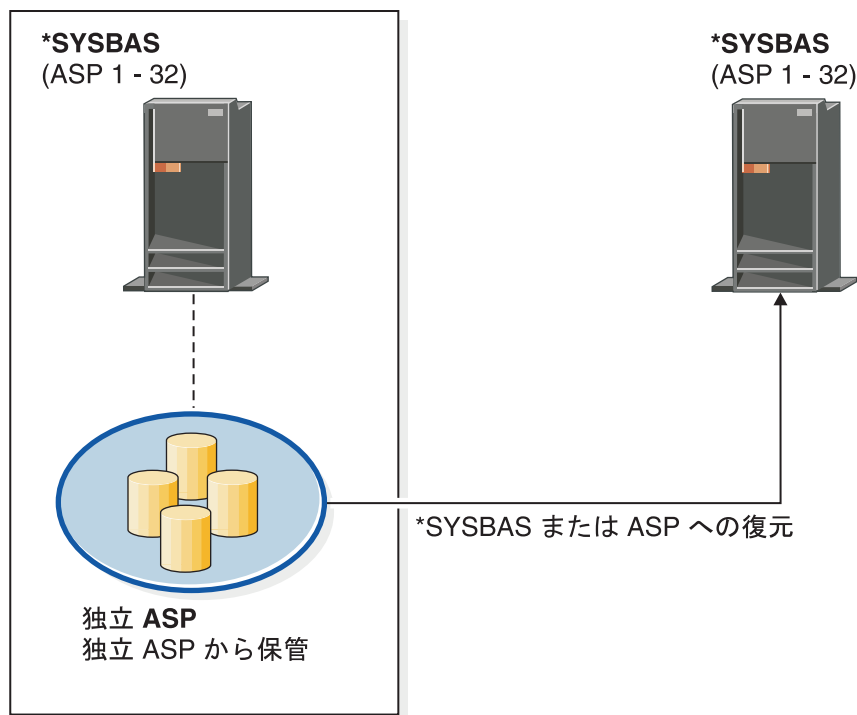 *SYSBAS
(ASP 1 - 32)
*SYSBAS
(ASP 1 - 32)
*SYSBAS または ASP への復元
独立 ASP
独立 ASP から保管